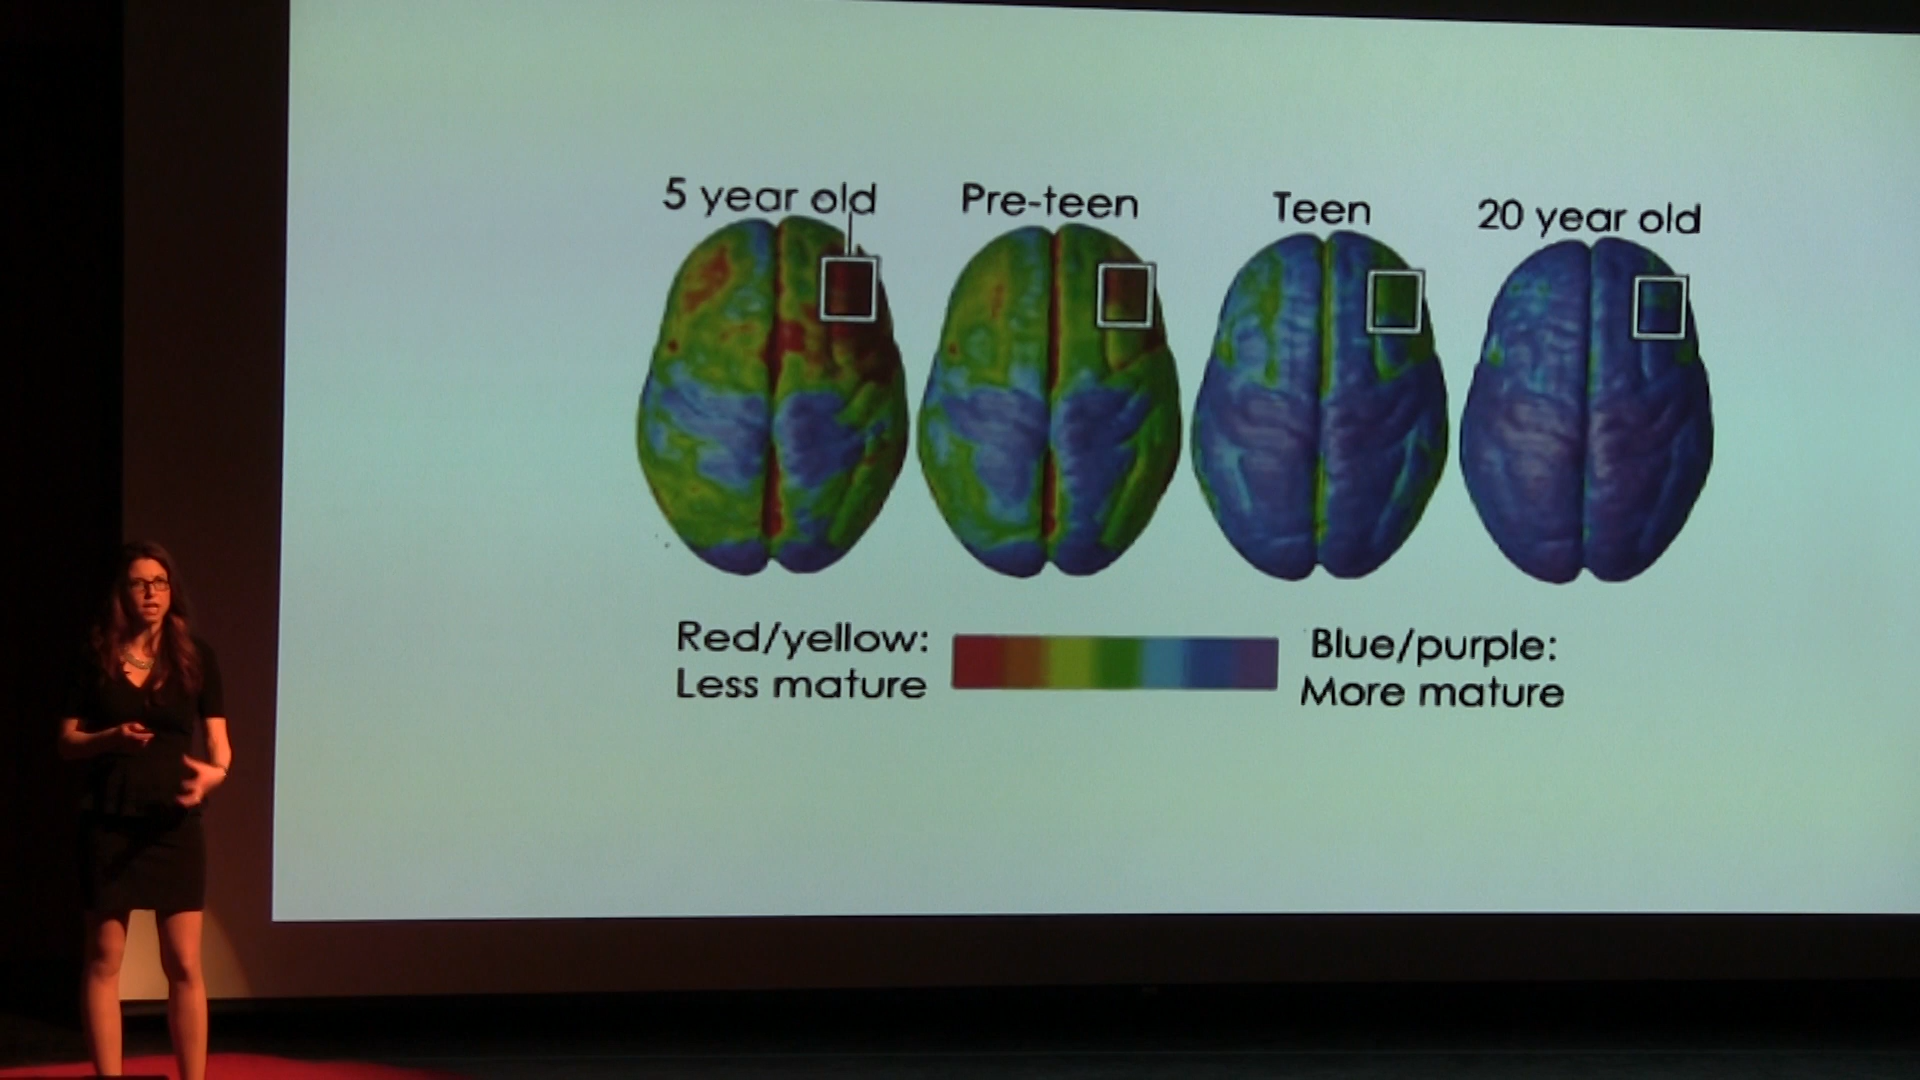 5 year old
Pre-teen
Teen
20 year old
Red/yellow:
Less mature
Blue/purple:
More mature